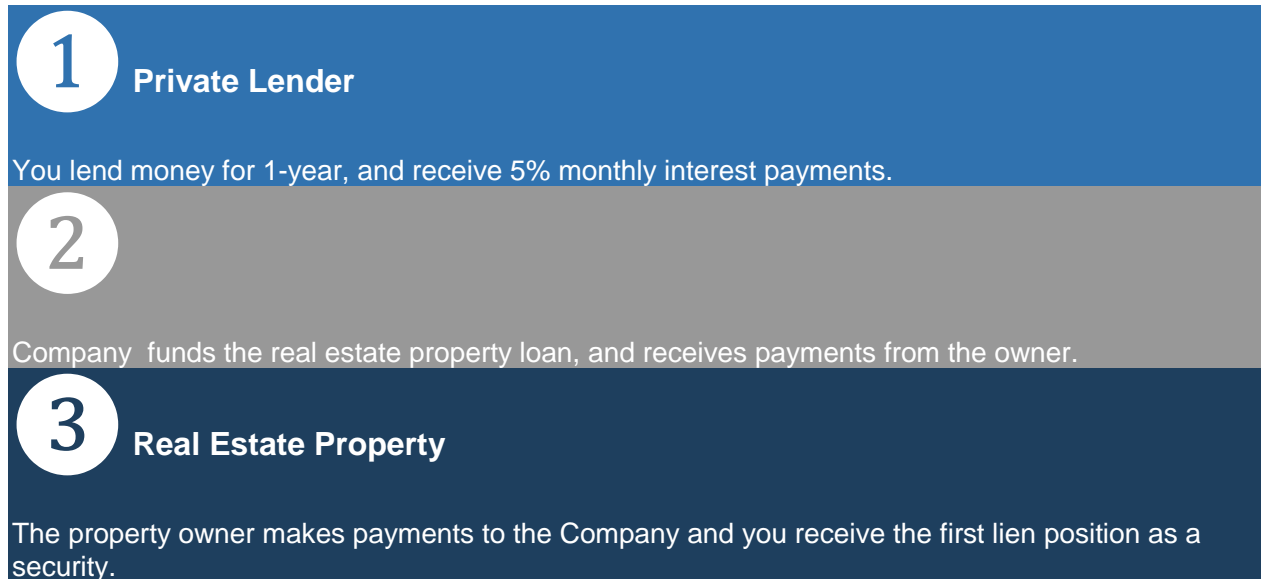 1 Private Lender
You lend money for 1-year, and receive 5% monthly interest payments.
2
Company  funds the real estate property loan, and receives payments from the owner.
3 Real Estate Property
The property owner makes payments to the Company and you receive the first lien position as a
security.